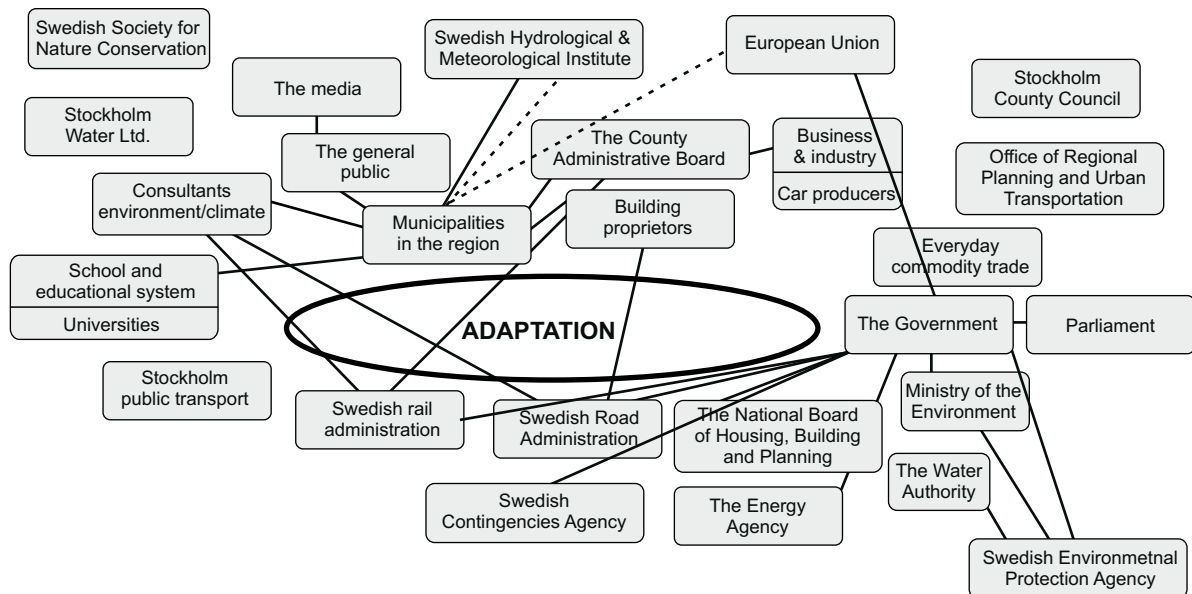 Swedish Society for
Nature Conservation
Swedish Hydrological &
Meteorological Institute
European Union
The media
Stockholm
County Council
Stockholm
Water Ltd.
The general
public
The County
Administrative Board
Business
& industry
Car producers
Office of Regional
Planning and Urban
Transportation
Consultants
environment/climate
Municipalities
in the region
Building
proprietors
Everyday
commodity trade
School and
educational system
Universities
ADAPTATION
The Government
Parliament
Stockholm
public transport
Swedish rail
administration
Swedish Road
Administration
The National Board
of Housing, Building
and Planning
Ministry of the
Environment
The Water
Authority
Swedish
Contingencies Agency
The Energy
Agency
Swedish Environmetnal
Protection Agency